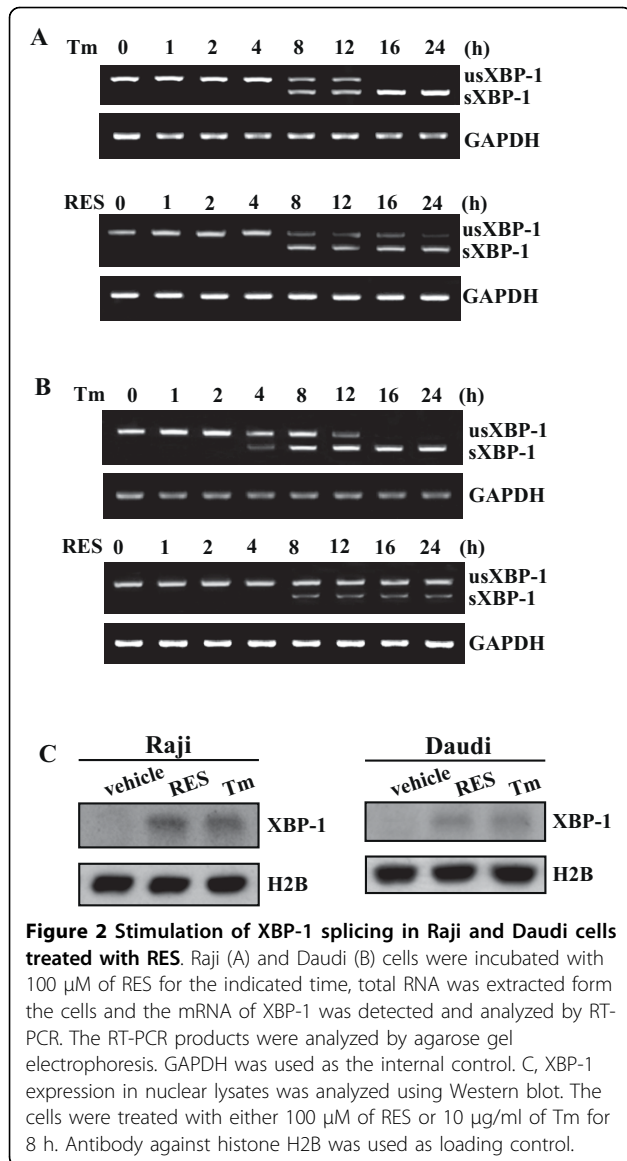 A
Tm 0 1 2 4 8 12 16 24 (h)
usXBP-1
sXBP-1
GAPDH
RES 0 1 2 4 8 12 16 24 (h)
usXBP-1
sXBP-1
GAPDH
B
Tm 0 1 2 4 8 12 16 24 (h)
usXBP-1
sXBP-1
GAPDH
RES 0 1 2 4 8 12 16 24 (h)
usXBP-1
sXBP-1
GAPDH
C
Raji
vehicle RES Tm
XBP-1
H2B
Daudi
vehicle RES Tm
XBP-1
H2B
Figure 2 Stimulation of XBP-1 splicing in Raji and Daudi cells
treated with RES. Raji (A) and Daudi (B) cells were incubated with
100 μM of RES for the indicated time, total RNA was extracted form
the cells and the mRNA of XBP-1 was detected and analyzed by RT-
PCR. The RT-PCR products were analyzed by agarose gel
electrophoresis. GAPDH was used as the internal control. C, XBP-1
expression in nuclear lysates was analyzed using Western blot. The
cells were treated with either 100 μM of RES or 10 μg/ml of Tm for
8 h. Antibody against histone H2B was used as loading control.